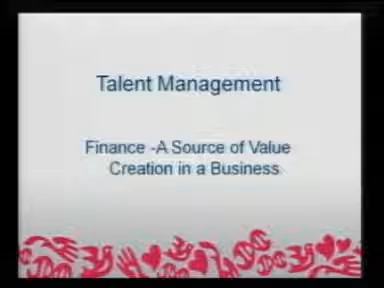 Talent Management
Finance -A Source of Value
Creation in a Business